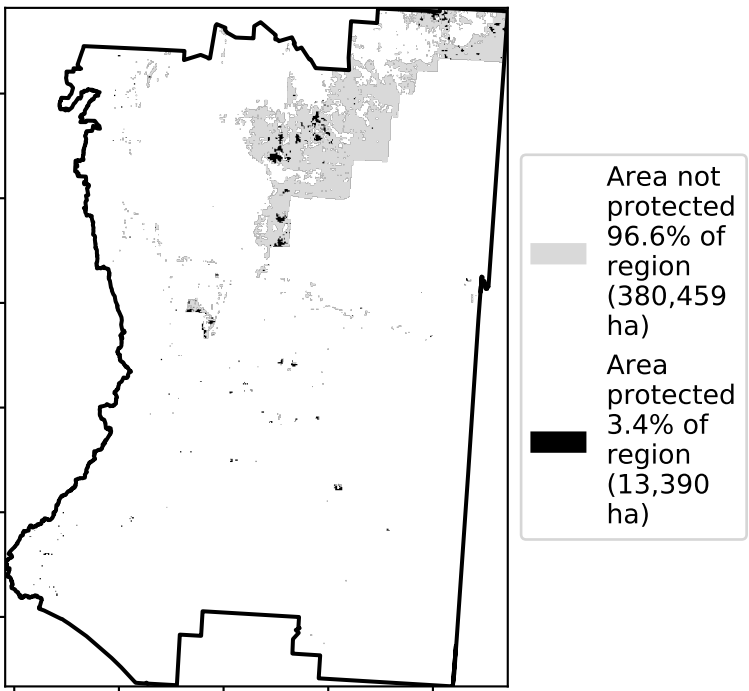 Area not
protected
96.6% of
region
(380,459
ha)
Area
protected
3.4% of
region
(13,390
ha)